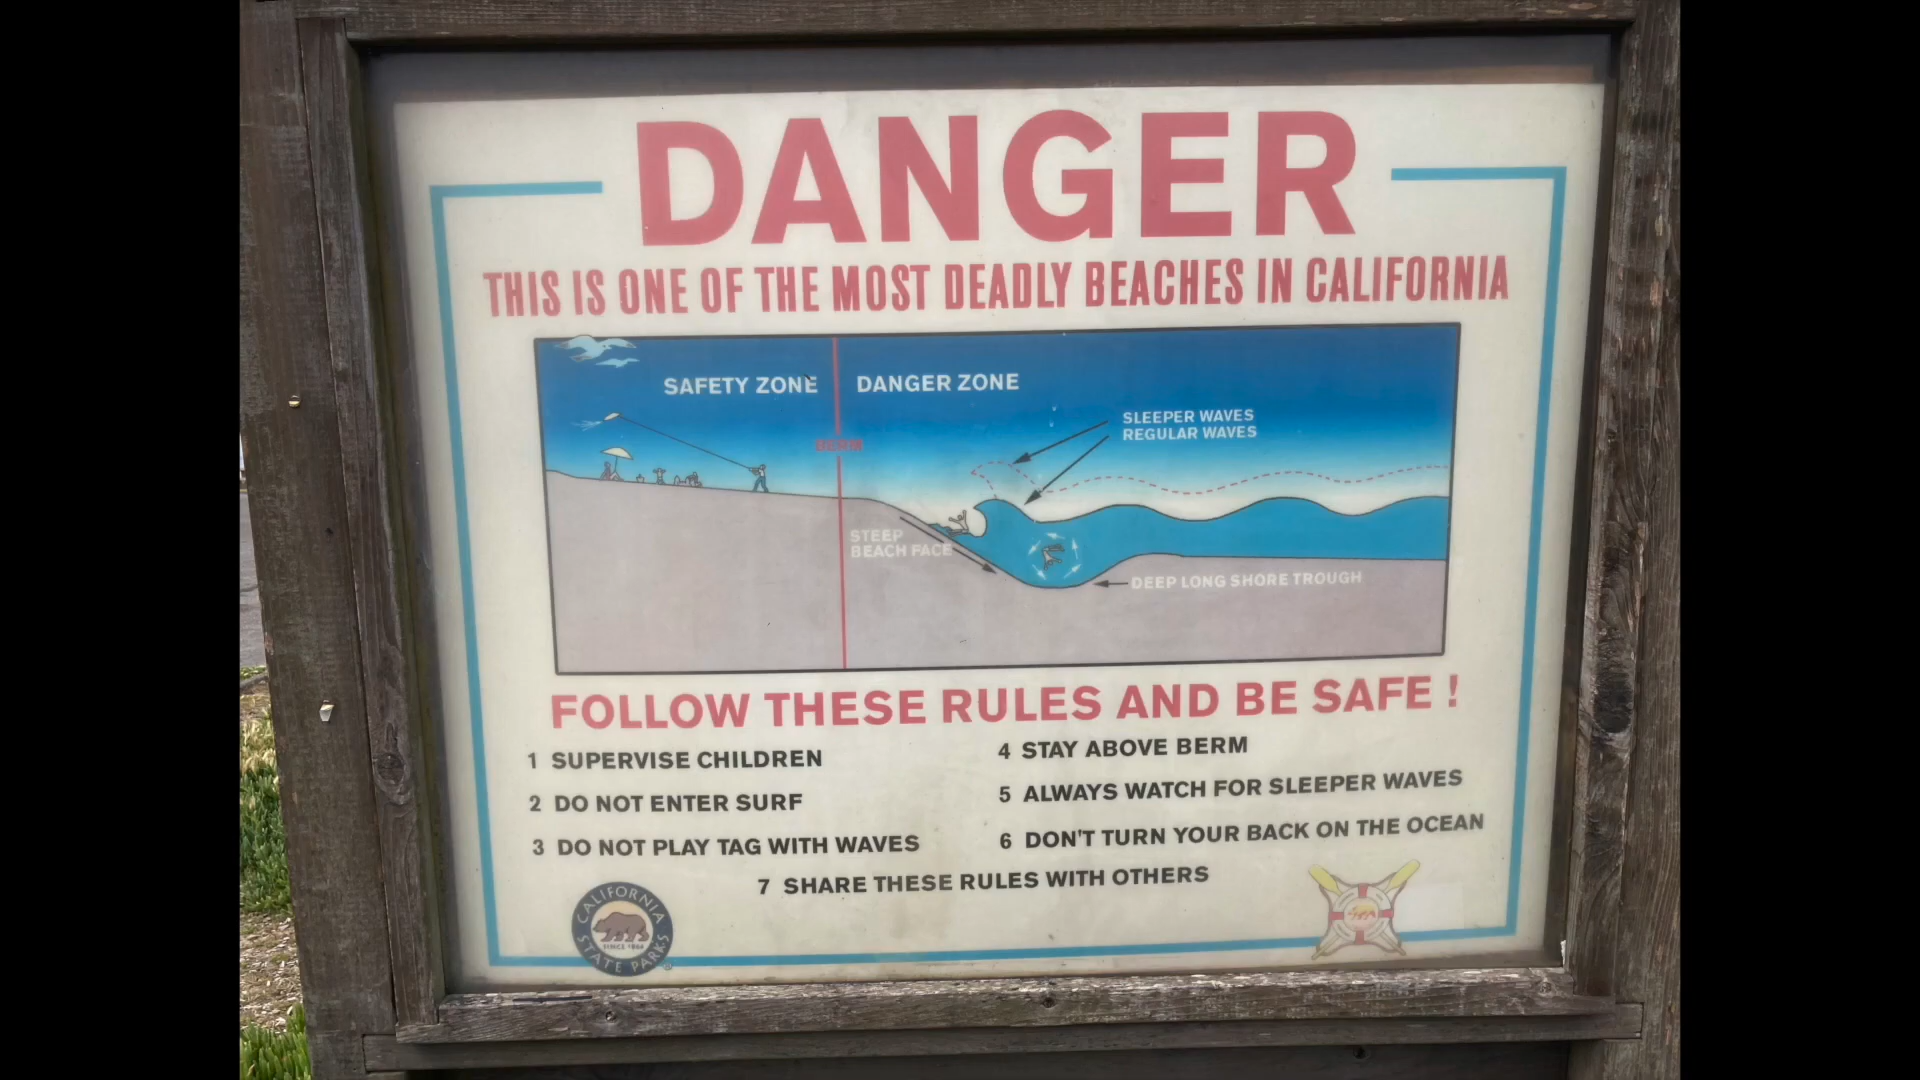 DANGER
THIS IS ONE OF THE MOST DEADLY BEACHES IN CALIFORNIA
SAFETY ZONE
DANGER ZONE
BERM
SLEEPER WAVES
REGULAR WAVES
STEEP
BEACH FACE
DEEP LONG SHORE TROUGH
FOLLOW THESE RULES AND BE SAFE !
1 SUPERVISE CHILDREN
2 DO NOT ENTER SURF
3 DO NOT PLAY TAG WITH WAVES
4 STAY ABOVE BERM
5 ALWAYS WATCH FOR SLEEPER WAVES
6 DON'T TURN YOUR BACK ON THE OCEAN
7 SHARE THESE RULES WITH OTHERS
CALIFORNIA
SINCE 1864
STATE PARKS